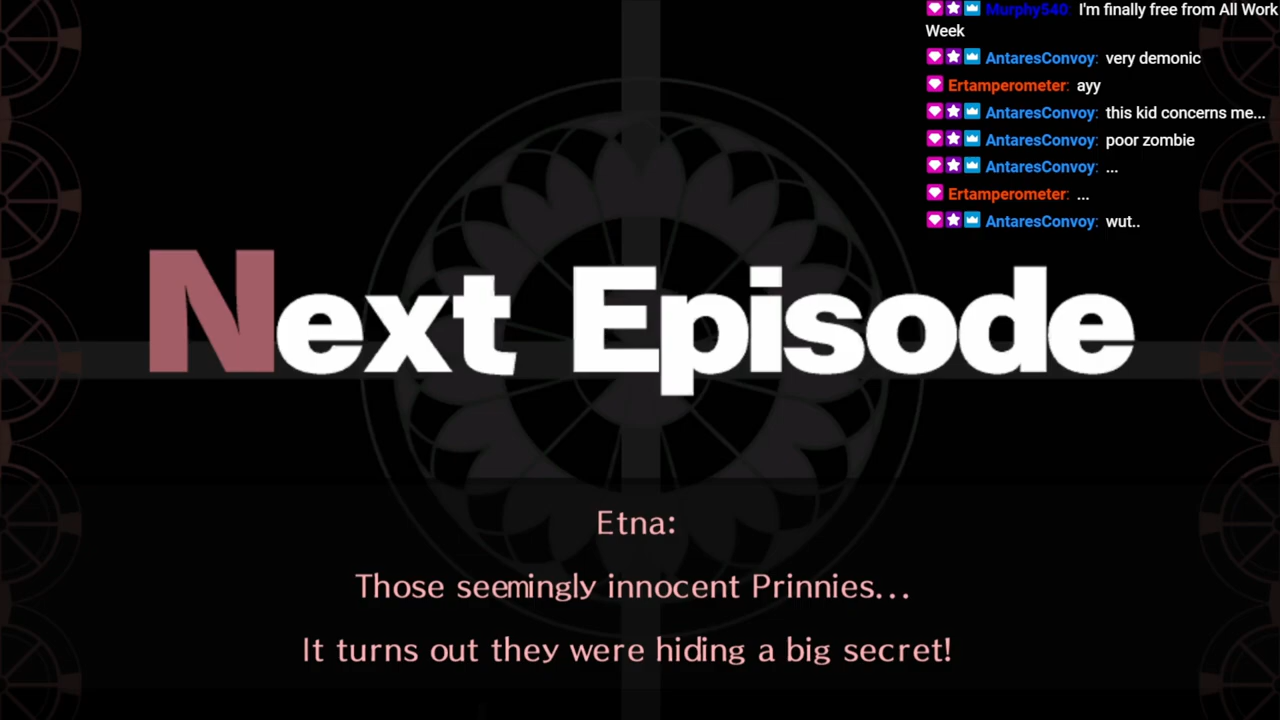 Murphy540: I'm finally free from All Work
Week
AntaresConvoy: very demonic
Ertamperometer: ayy
AntaresConvoy: this kid concerns me...
AntaresConvoy: poor zombie
AntaresConvoy: ...
Ertamperometer: ...
AntaresConvoy: wut..
Next Episode
Etna:
Those seemingly innocent Prinnies...
It turns out they were hiding a big secret!